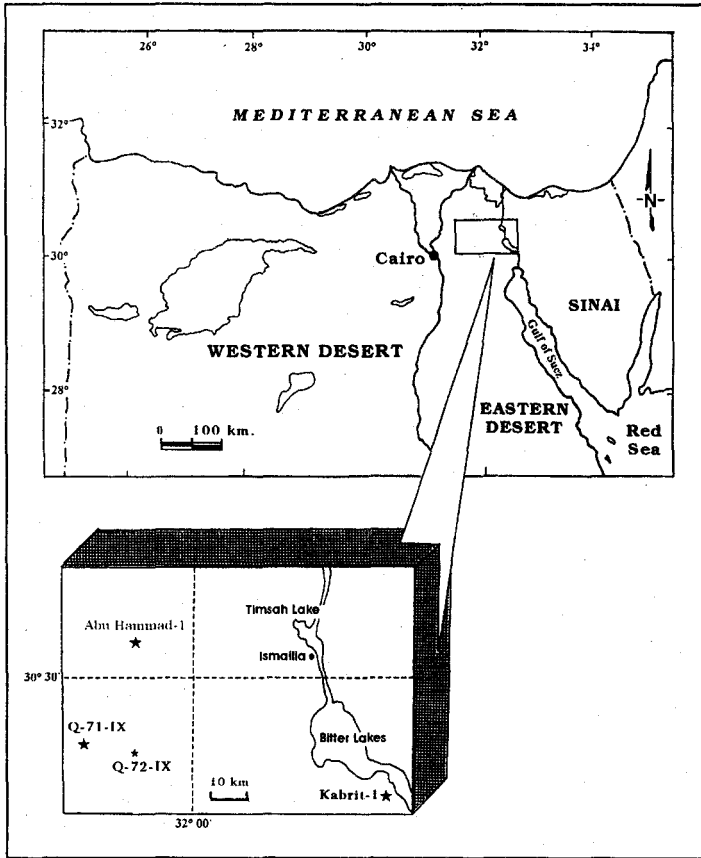 26° 28° 30° 32° 34°
MEDITERRANEAN SEA
32°
N
30°
Cairo
SINAI
WESTERN DESERT
Gulf of Suez
28°
EASTERN
DESERT
Red
Sea
0 100 km.
Timsah Lake
Abu Hammad-1
Ismailia
30° 30'
Q-71-IX
Bitter Lakes
Q-72-IX
10 km
Kabrit-1
32° 00'